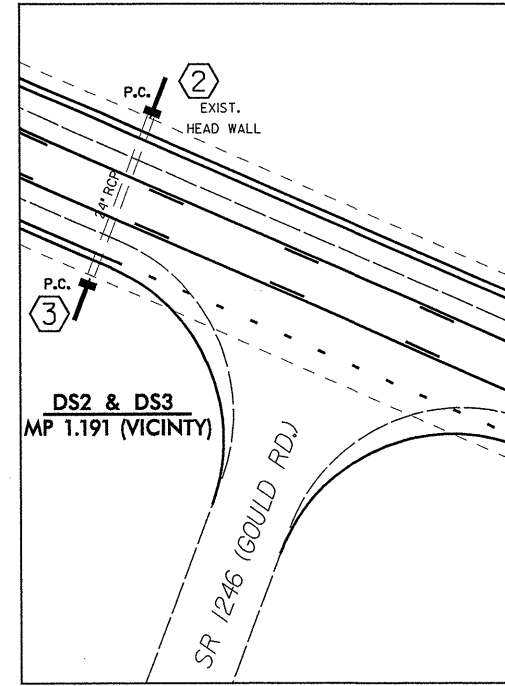 P.C.
2
EXIST.
HEAD WALL
24" RCP
P.C.
3
DS2 & DS3
MP 1.191 (VICINTY)
SR 1246 (GOULD RD.)